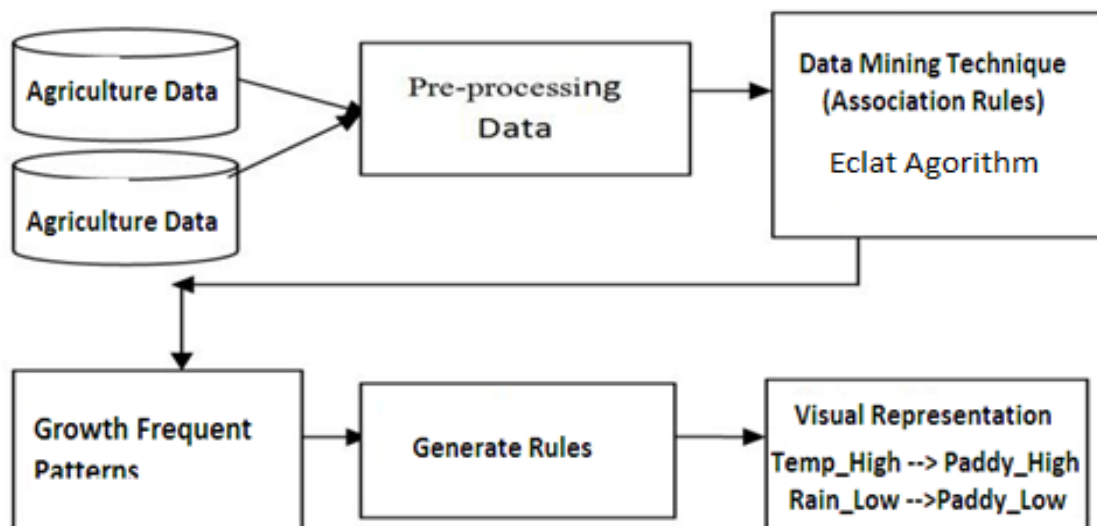 Agriculture Data
Agriculture Data
Pre-processing
Data
Data Mining Technique
(Association Rules)
Eclat Agorithm
Growth Frequent
Patterns
Generate Rules
Visual Representation
Temp_High --> Paddy_High
Rain_Low -->Paddy_Low